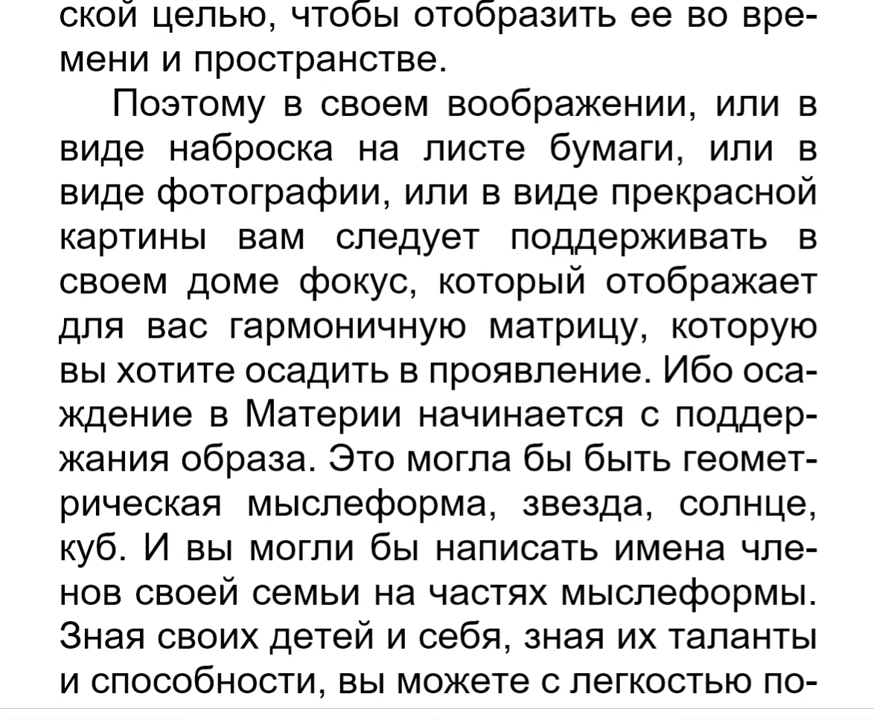 ской целью, чтобы отобразить ее во вре-
мени и пространстве.
Поэтому в своем воображении, или в
виде наброска на листе бумаги, или в
виде фотографии, или в виде прекрасной
картины вам следует поддерживать в
своем доме фокус, который отображает
для вас гармоничную матрицу, которую
вы хотите осадить в проявление. Ибо оса-
ждение в Материи начинается с поддер-
жания образа. Это могла бы быть геомет-
рическая мыслеформа, звезда, солнце,
куб. И вы могли бы написать имена чле-
нов своей семьи на частях мыслеформы.
Зная своих детей и себя, зная их таланты
и способности, вы можете с легкостью по-